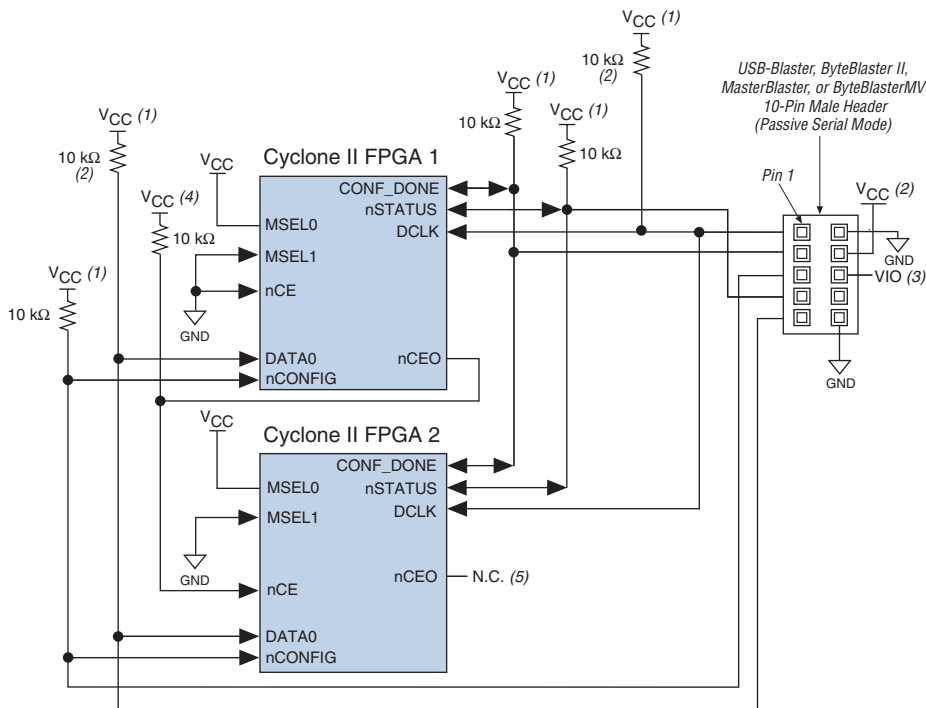 VCC (1)
10 kΩ
(2)
VCC (1)
10 kΩ
VCC (1)
10 kΩ
USB-Blaster, ByteBlaster II,
MasterBlaster, or ByteBlasterMV
10-Pin Male Header
(Passive Serial Mode)
Pin 1
VCC (2)
GND
VIO (3)
GND
VCC (1)
10 kΩ
(2)
VCC (4)
10 kΩ
VCC (1)
10 kΩ
VCC
Cyclone II FPGA 1
MSEL0
MSEL1
nCE
DATA0
nCONFIG
CONF_DONE
nSTATUS
DCLK
nCEO
GND
VCC
Cyclone II FPGA 2
MSEL0
MSEL1
nCE
DATA0
nCONFIG
CONF_DONE
nSTATUS
DCLK
nCEO
N.C. (5)
GND